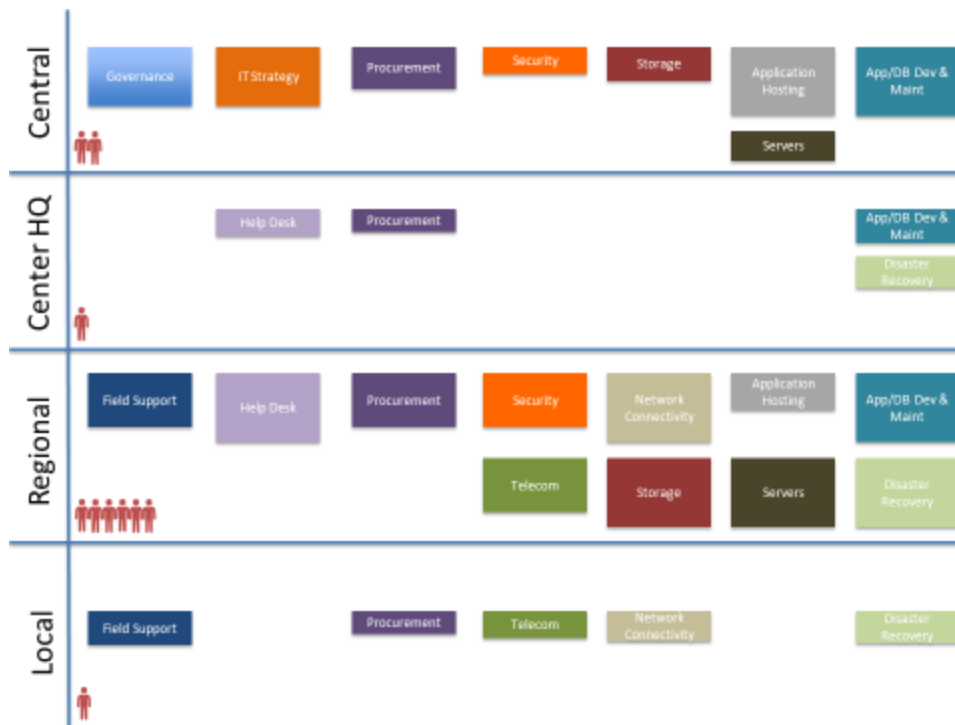 Central
Governance
IT Strategy
Procurement
Security
Storage
Application
Hosting
App/DB Dev &
Maint
Servers
Center HQ
Help Desk
Procurement
App/DB Dev &
Maint
Disaster
Recovery
Regional
Field Support
Help Desk
Procurement
Security
Network
Connectivity
Application
Hosting
App/DB Dev &
Maint
Telecom
Storage
Servers
Disaster
Recovery
Local
Field Support
Procurement
Telecom
Network
Connectivity
Disaster
Recovery